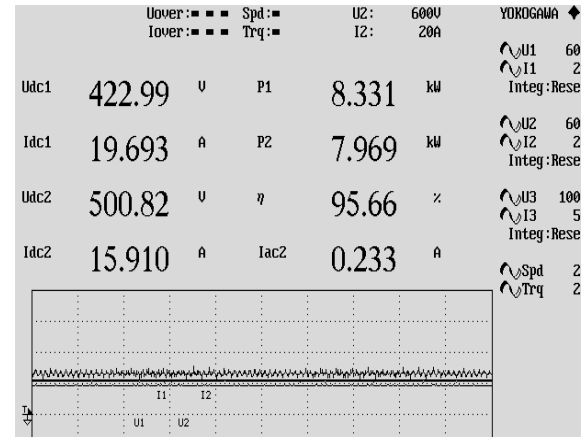 Uover:■ ■ ■ Spd:■ U2: 600V YOKOGAWA ◆
Iover:■ ■ ■ Trq:■ I2: 20A
U1 60
I1 2
Integ:Rese
Udc1 422.99 V P1 8.331 kW
U2 60
I2 2
Integ:Rese
Idc1 19.693 A P2 7.969 kW
U3 100
I3 5
Integ:Rese
Udc2 500.82 V η 95.66 %
Idc2 15.910 A Iac2 0.233 A
Spd 2
Trq 2
I1 I2
T
U1 U2